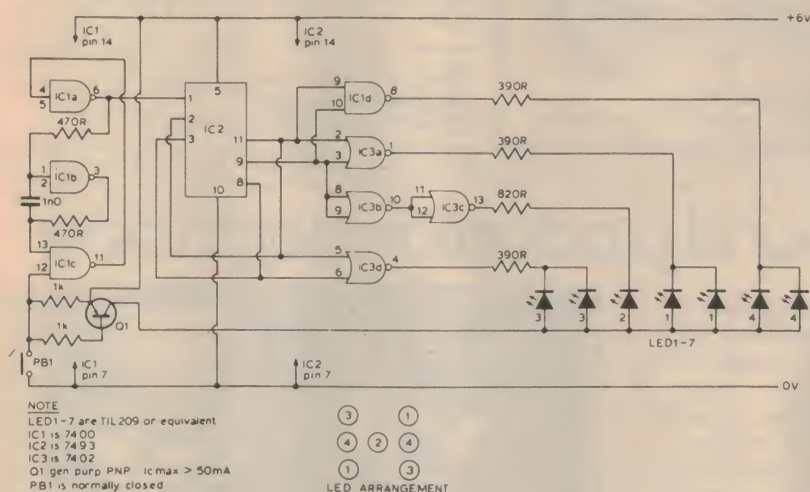 IC1
pin 14
IC2
pin 14
+6V
4
5
IC1a
6
470R
1
2
IC1b
3
1n0
470R
13
12
IC1c
11
1k
1k
Q1
PB1
IC1
pin 7
1
2
3
5
IC2
11
9
8
10
9
10
IC1d
8
390R
2
3
IC3a
1
390R
8
9
IC3b
10
11
12
IC3c
13
820R
5
6
IC3d
4
390R
3
3
2
1
1
4
4
LED1-7
IC2
pin 7
0V
NOTE
LED1-7 are TIL209 or equivalent
IC1 is 7400
IC2 is 7493
IC3 is 7402
Q1 gen purp PNP Ic max > 50mA
PB1 is normally closed
3 1
4 2 4
1 3
LED ARRANGEMENT